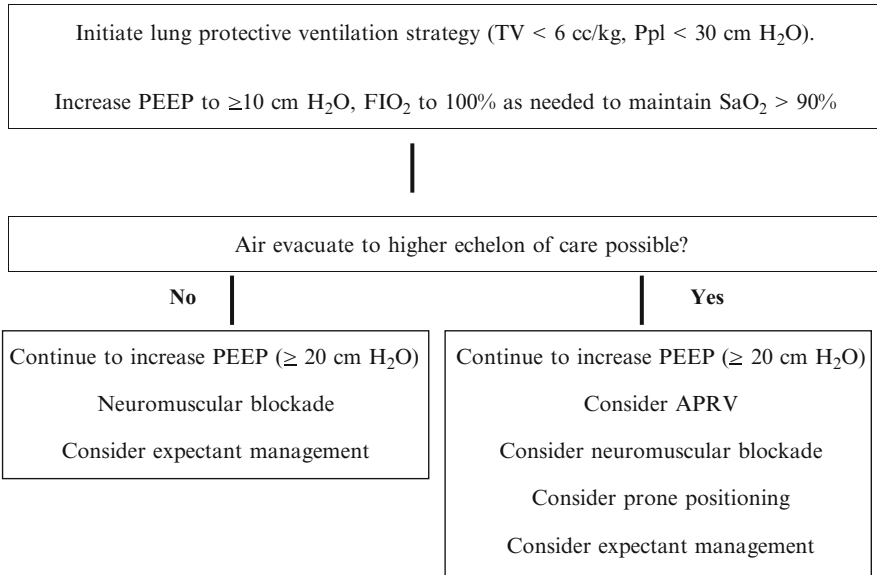 Initiate lung protective ventilation strategy (TV < 6 cc/kg, Ppl < 30 cm H₂O).
Increase PEEP to ≥10 cm H₂O, FIO₂ to 100% as needed to maintain SaO₂ > 90%
Air evacuate to higher echelon of care possible?
No
Yes
Continue to increase PEEP (≥ 20 cm H₂O)
Neuromuscular blockade
Consider expectant management
Continue to increase PEEP (≥ 20 cm H₂O)
Consider APRV
Consider neuromuscular blockade
Consider prone positioning
Consider expectant management